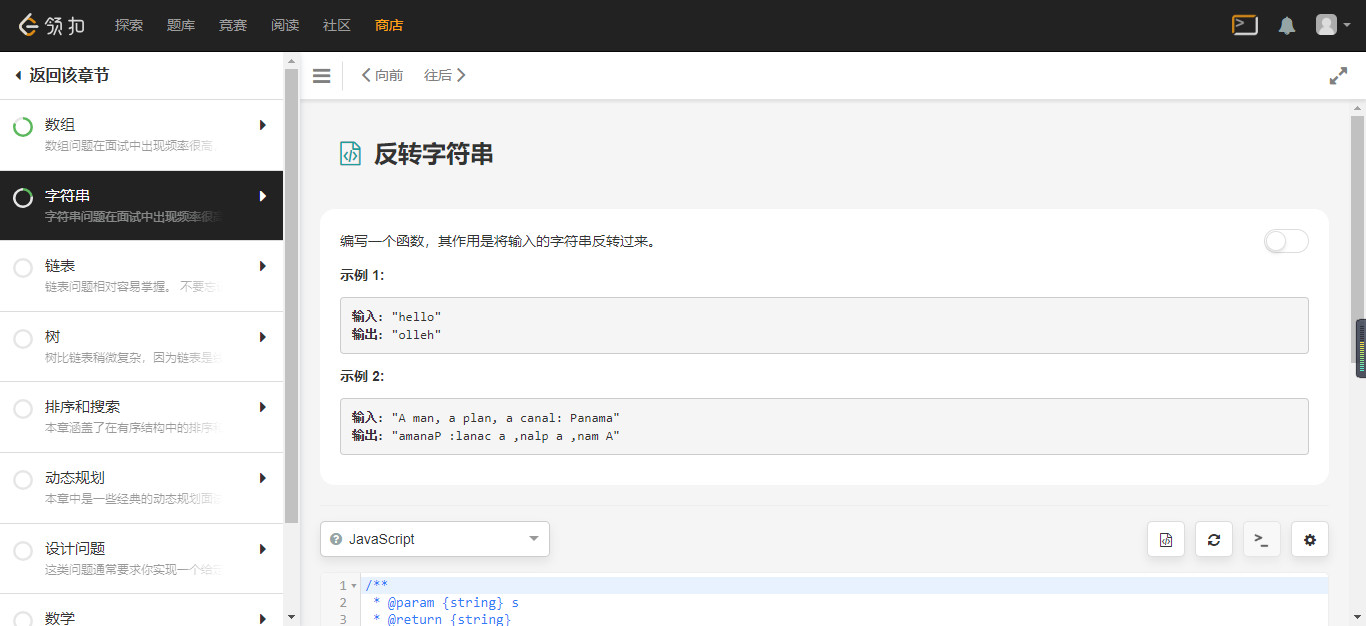 领扣 探索 题库 竞赛 阅读 社区 商店
返回该章节
向前 往后
数组
数组问题在面试中出现频率很高
字符串
字符串问题在面试中出现频率很
链表
链表问题相对容易掌握。 不要忘
树
树比链表稍微复杂，因为链表是
排序和搜索
本章涵盖了在有序结构中的排序
动态规划
本章中是一些经典的动态规划面
设计问题
这类问题通常要求你实现一个给
数学
反转字符串
编写一个函数，其作用是将输入的字符串反转过来。
示例 1:
输入: "hello"
输出: "olleh"
示例 2:
输入: "A man, a plan, a canal: Panama"
输出: "amanaP :lanac a ,nalp a ,nam A"
JavaScript
1 /**
2 * @param {string} s
3 * @return {string}